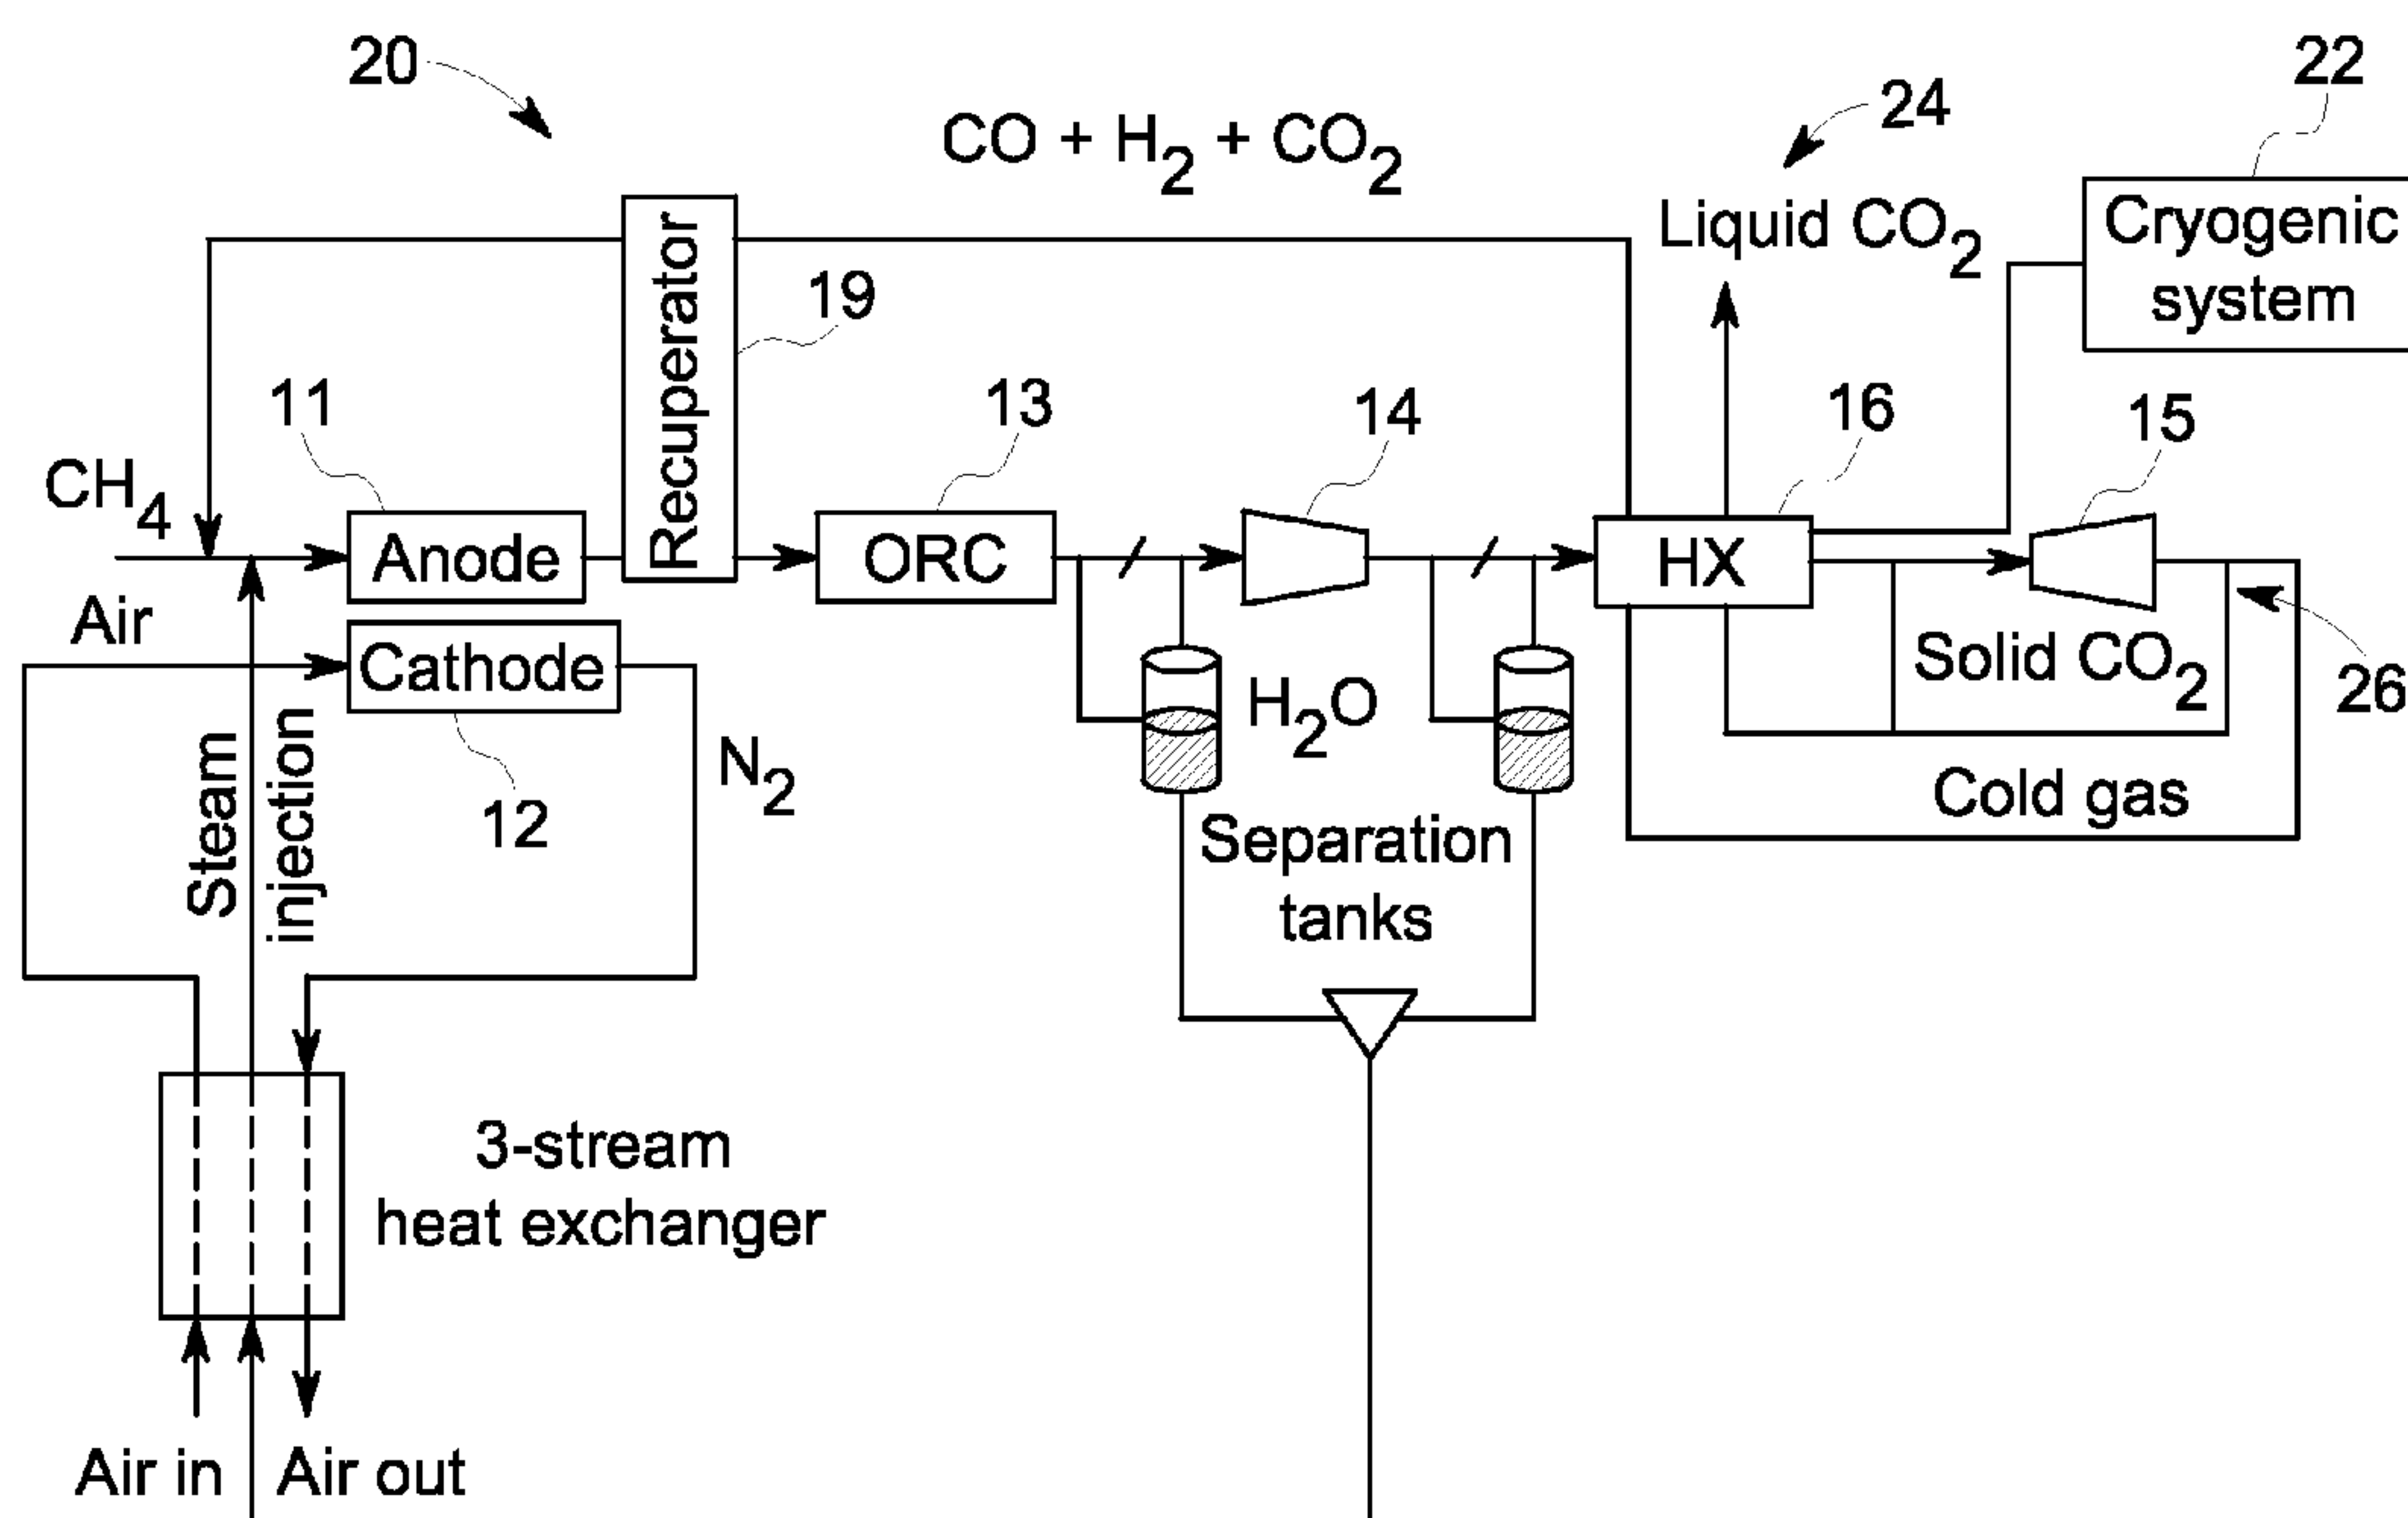 20
22
24
CO + H2 + CO2
Liquid CO2
Cryogenic
system
Recuperator
19
11
13
14
16
15
CH4
Anode
ORC
HX
Air
Cathode
Solid CO2
26
Steam
injection
12
N2
H2O
Cold gas
Separation
tanks
3-stream
heat exchanger
Air in
Air out